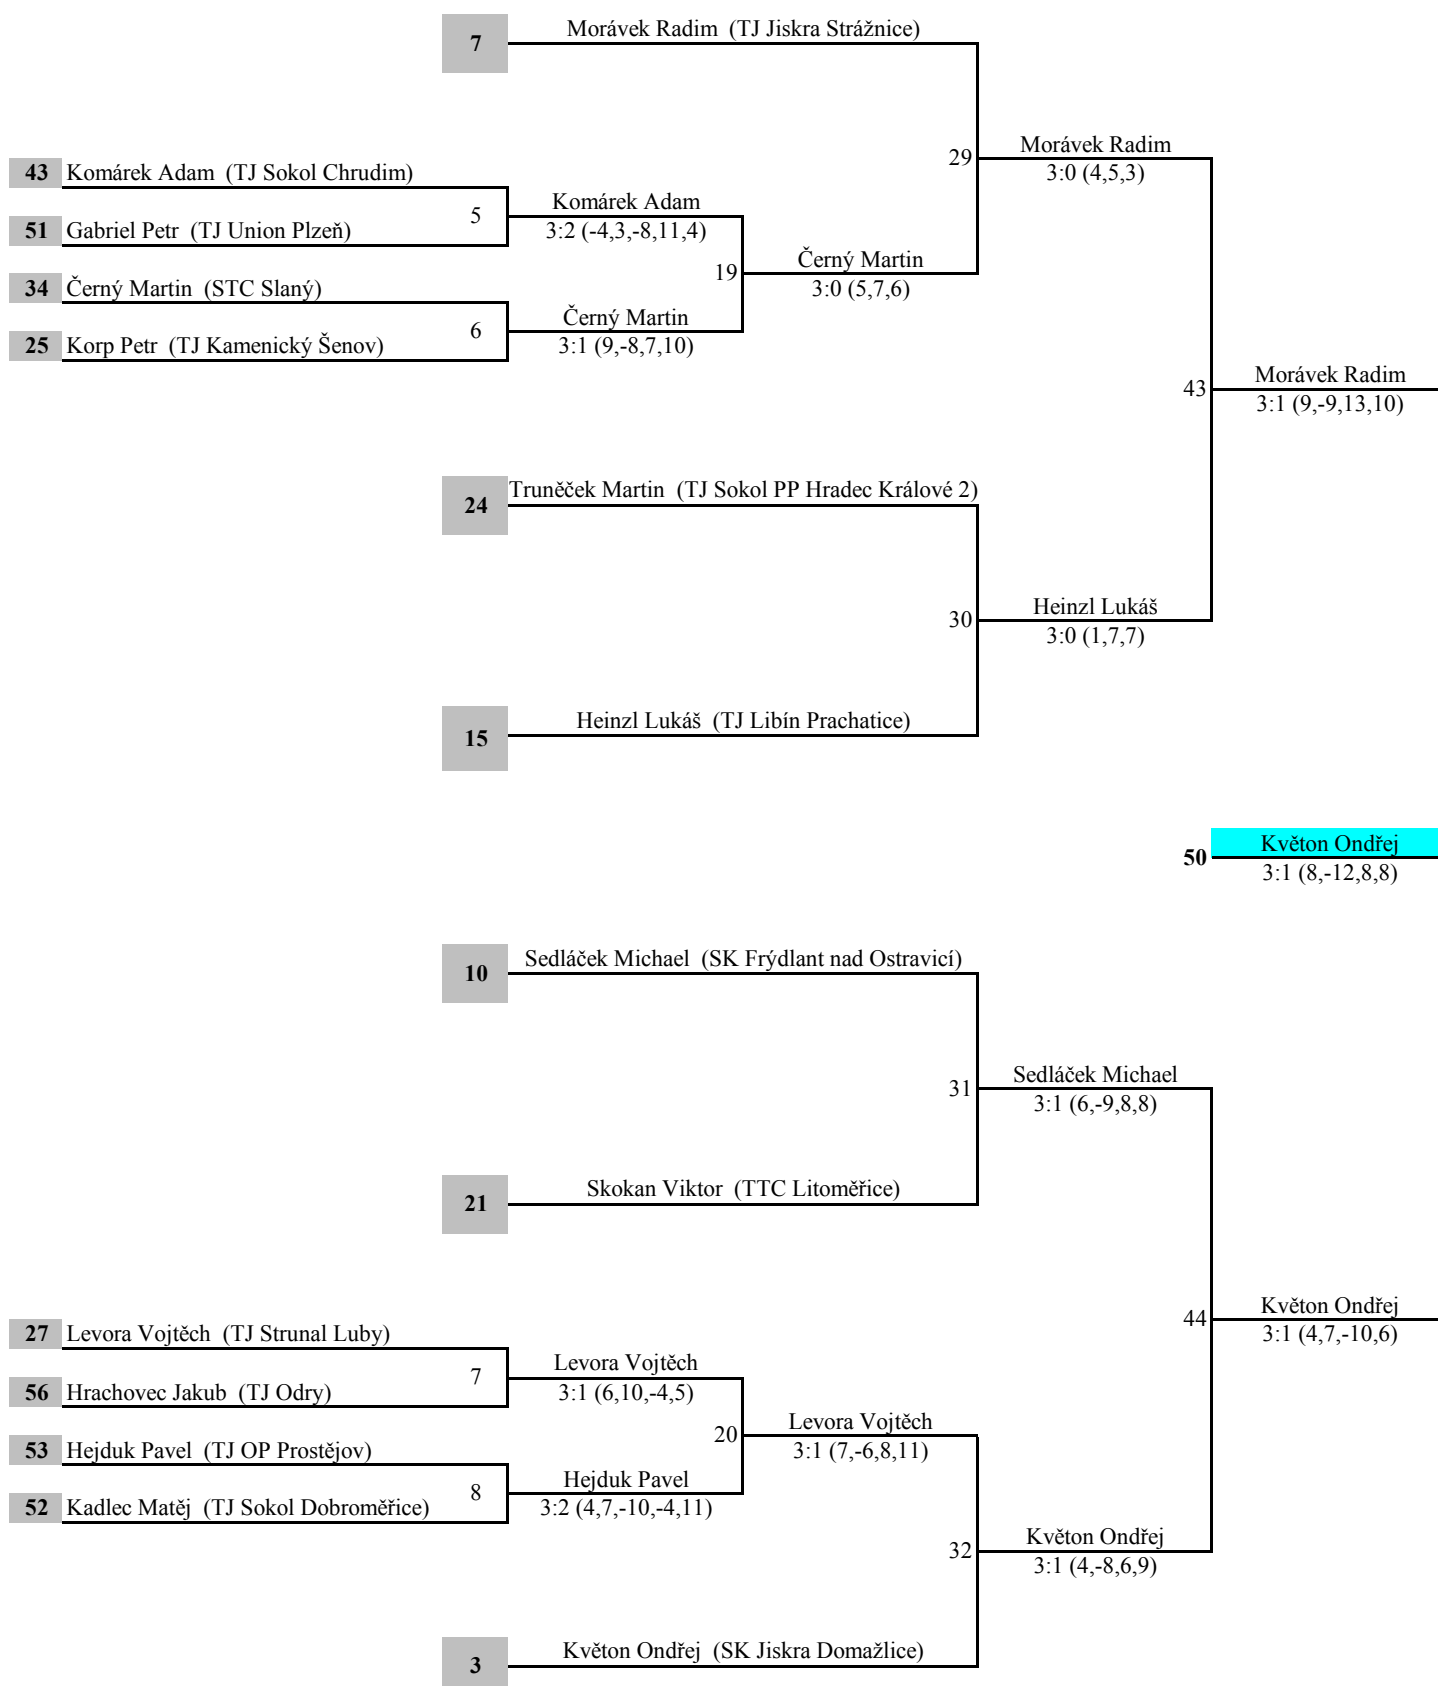 7
Morávek Radim  (TJ Jiskra Strážnice)
29
Morávek Radim
3:0 (4,5,3)
43 Komárek Adam  (TJ Sokol Chrudim)
5
Komárek Adam
3:2 (-4,3,-8,11,4)
51 Gabriel Petr  (TJ Union Plzeň)
19
Černý Martin
3:0 (5,7,6)
34 Černý Martin  (STC Slaný)
6
Černý Martin
3:1 (9,-8,7,10)
25 Korp Petr  (TJ Kamenický Šenov)
43
Morávek Radim
3:1 (9,-9,13,10)
24
Truněček Martin  (TJ Sokol PP Hradec Králové 2)
30
Heinzl Lukáš
3:0 (1,7,7)
15
Heinzl Lukáš  (TJ Libín Prachatice)
50
Květon Ondřej
3:1 (8,-12,8,8)
10
Sedláček Michael  (SK Frýdlant nad Ostravicí)
31
Sedláček Michael
3:1 (6,-9,8,8)
21
Skokan Viktor  (TTC Litoměřice)
44
Květon Ondřej
3:1 (4,7,-10,6)
27 Levora Vojtěch  (TJ Strunal Luby)
7
Levora Vojtěch
3:1 (6,10,-4,5)
56 Hrachovec Jakub  (TJ Odry)
20
Levora Vojtěch
3:1 (7,-6,8,11)
53 Hejduk Pavel  (TJ OP Prostějov)
8
Hejduk Pavel
3:2 (4,7,-10,-4,11)
52 Kadlec Matěj  (TJ Sokol Dobroměřice)
32
Květon Ondřej
3:1 (4,-8,6,9)
3
Květon Ondřej  (SK Jiskra Domažlice)